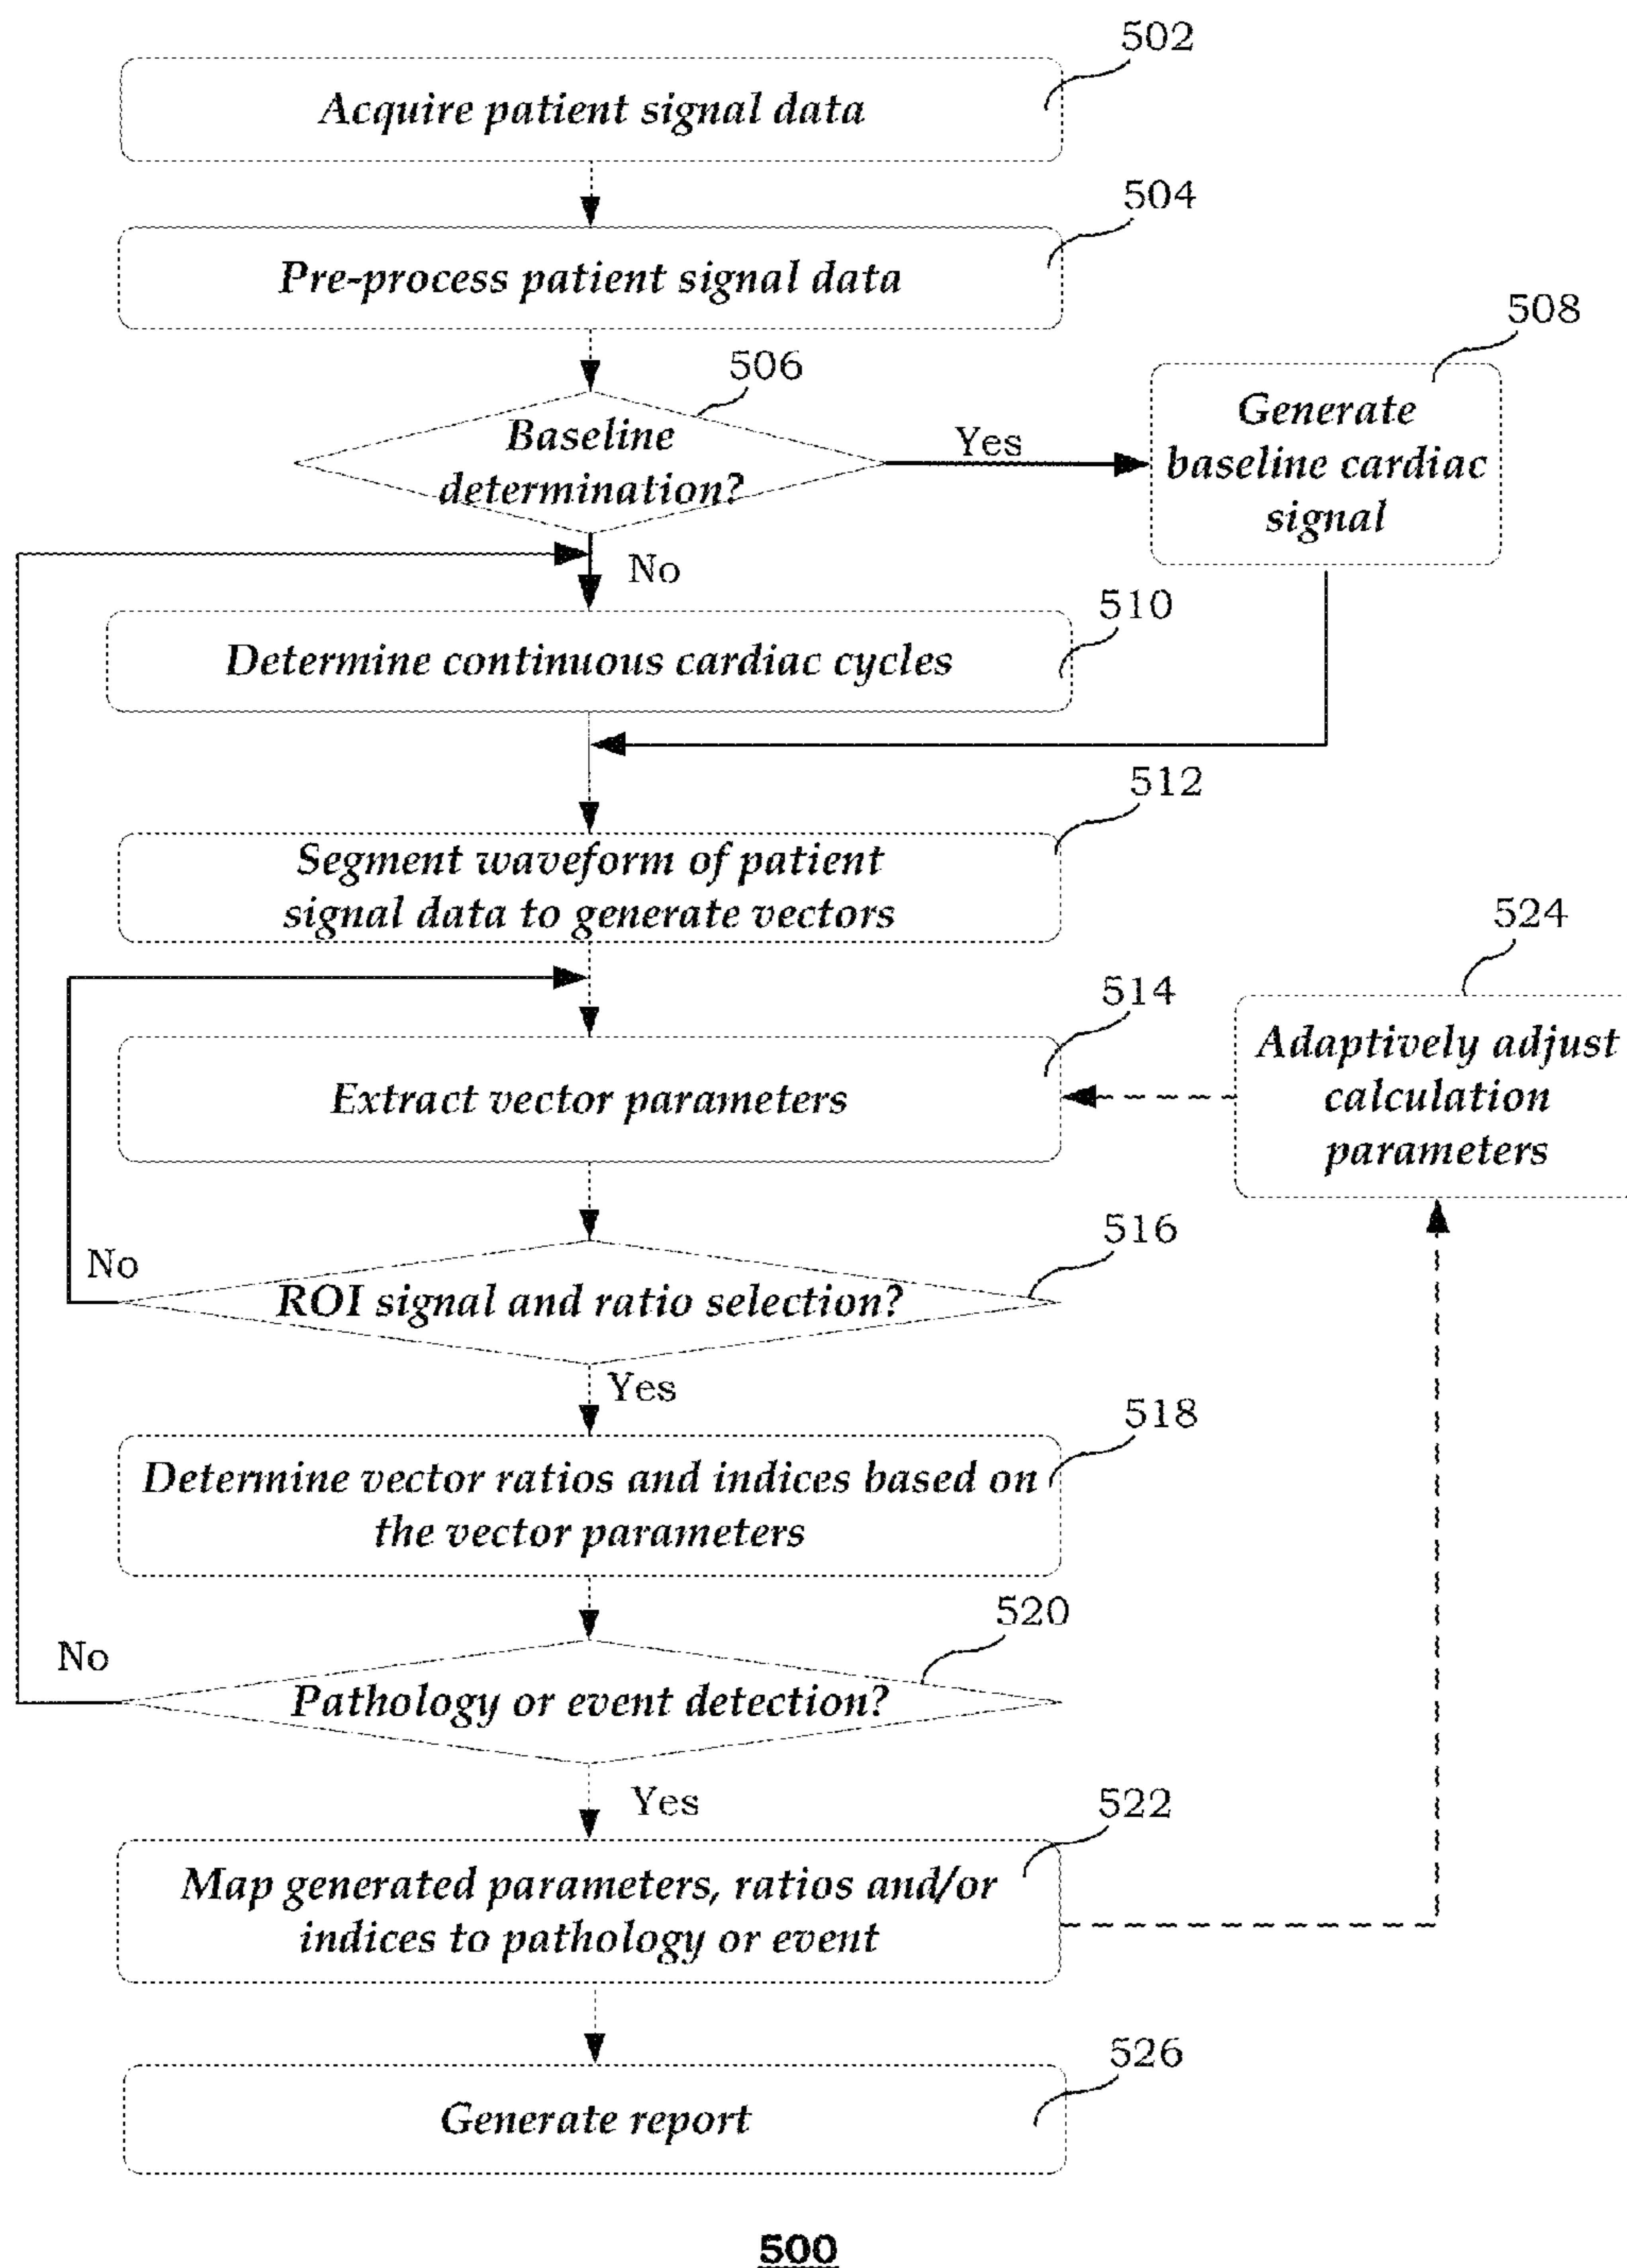 502
Acquire patient signal data
504
Pre-process patient signal data
506
Baseline
determination?
Yes
508
Generate
baseline cardiac
signal
No
510
Determine continuous cardiac cycles
512
Segment waveform of patient
signal data to generate vectors
514
Extract vector parameters
524
Adaptively adjust
calculation
parameters
516
No
ROI signal and ratio selection?
Yes
518
Determine vector ratios and indices based on
the vector parameters
520
No
Pathology or event detection?
Yes
522
Map generated parameters, ratios and/or
indices to pathology or event
526
Generate report
500